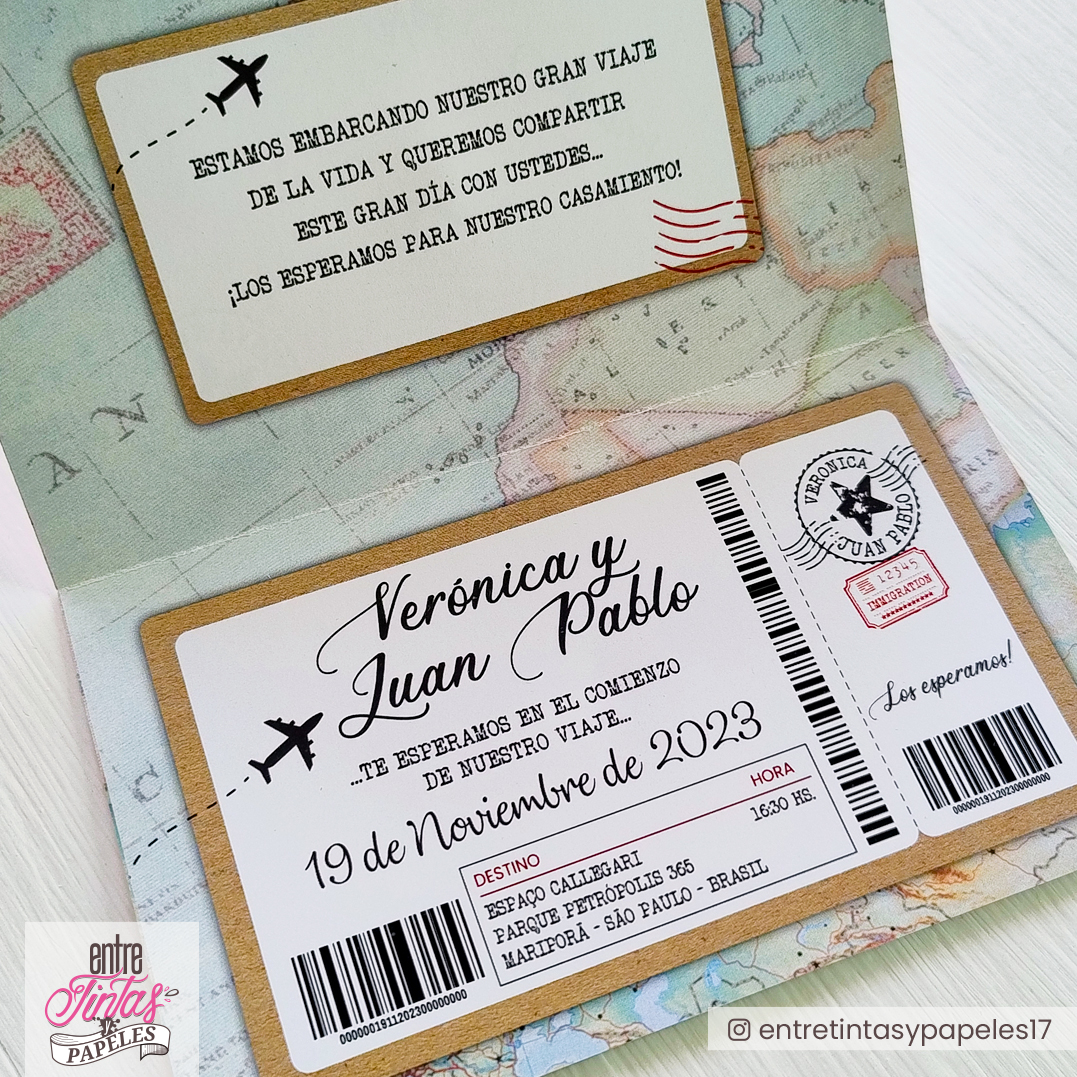 ESTAMOS EMBARCANDO NUESTRO GRAN VIAJE
DE LA VIDA Y QUEREMOS COMPARTIR
ESTE GRAN DÍA CON USTEDES...
¡LOS ESPERAMOS PARA NUESTRO CASAMIENTO!
Verónica y
Juan Pablo
...TE ESPERAMOS EN EL COMIENZO
DE NUESTRO VIAJE...
19 de Noviembre de 2023
DESTINO
HORA
16:30 HS.
ESPAÇO CALLEGARI
PARQUE PETRÓPOLIS 365
MARIPORÃ - SÃO PAULO - BRASIL
0000001911202300000000
VERONICA
JUAN PABLO
12345
IMMIGRATION
Los esperamos!
0000001911202300000000
entre
Tintas
y
PAPELES
entretintasypapeles17